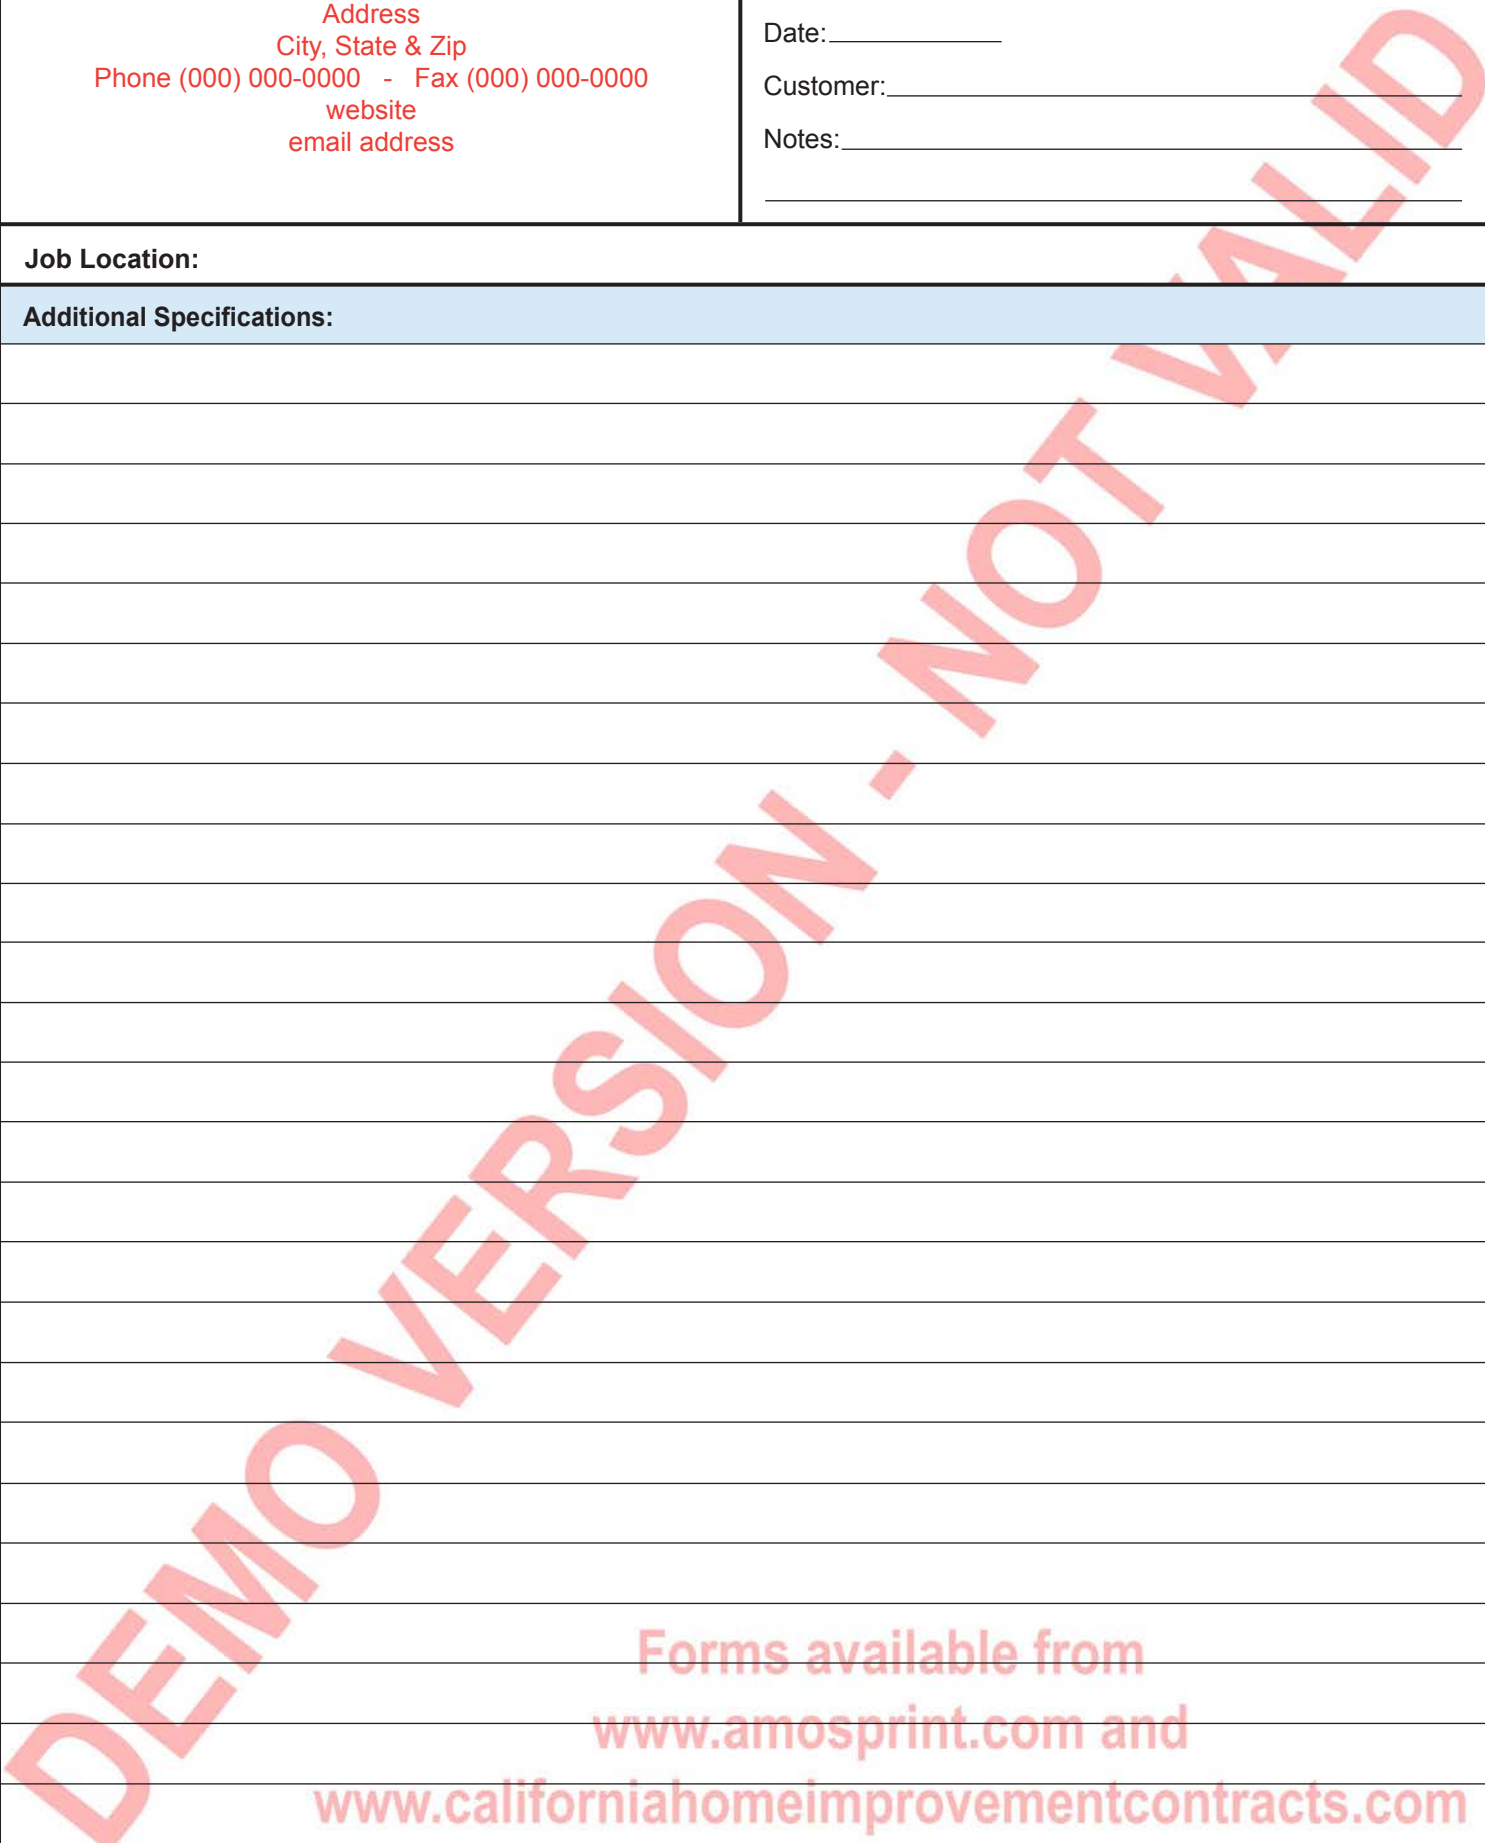 Address
City, State & Zip
Phone (000) 000-0000 - Fax (000) 000-0000
website
email address
Date:
Customer:
Notes:
Job Location:
Additional Specifications:
DEMO VERSION - NOT VALID
Forms available from
www.amosprint.com and
www.californiahomeimprovementcontracts.com